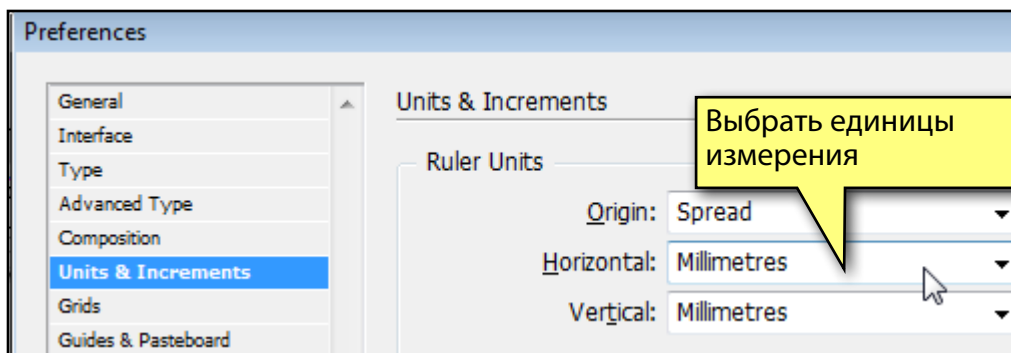 Preferences
General
Interface
Type
Advanced Type
Composition
Units & Increments
Grids
Guides & Pasteboard
Units & Increments
Ruler Units
Выбрать единицы
измерения
Origin: Spread
Horizontal: Millimetres
Vertical: Millimetres